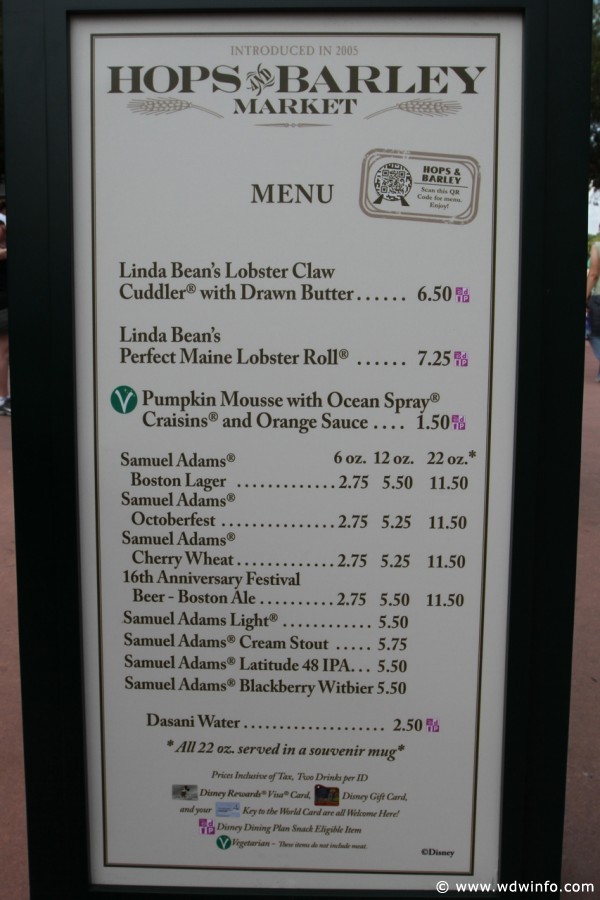 INTRODUCED IN 2005
HOPS AND BARLEY
MARKET
HOPS &
BARLEY
Scan this QR
Code for menu.
Enjoy!
MENU
Linda Bean's Lobster Claw
Cuddler® with Drawn Butter...... 6.50
Linda Bean's
Perfect Maine Lobster Roll® ...... 7.25
V Pumpkin Mousse with Ocean Spray®
Craisins® and Orange Sauce .... 1.50
Samuel Adams® 6 oz. 12 oz. 22 oz.*
Boston Lager ............. 2.75 5.50 11.50
Samuel Adams®
Octoberfest ............... 2.75 5.25 11.50
Samuel Adams®
Cherry Wheat ............. 2.75 5.25 11.50
16th Anniversary Festival
Beer - Boston Ale .......... 2.75 5.50 11.50
Samuel Adams Light® ............ 5.50
Samuel Adams® Cream Stout ..... 5.75
Samuel Adams® Latitude 48 IPA... 5.50
Samuel Adams® Blackberry Witbier 5.50
Dasani Water ................... 2.50
*All 22 oz. served in a souvenir mug*
Prices Inclusive of Tax, Two Drinks per ID
Disney Rewards® Visa® Card, Disney Gift Card,
and your Key to the World Card are all Welcome Here!
Disney Dining Plan Snack Eligible Item
V Vegetarian - These items do not include meat.
©Disney
© www.wdwinfo.com